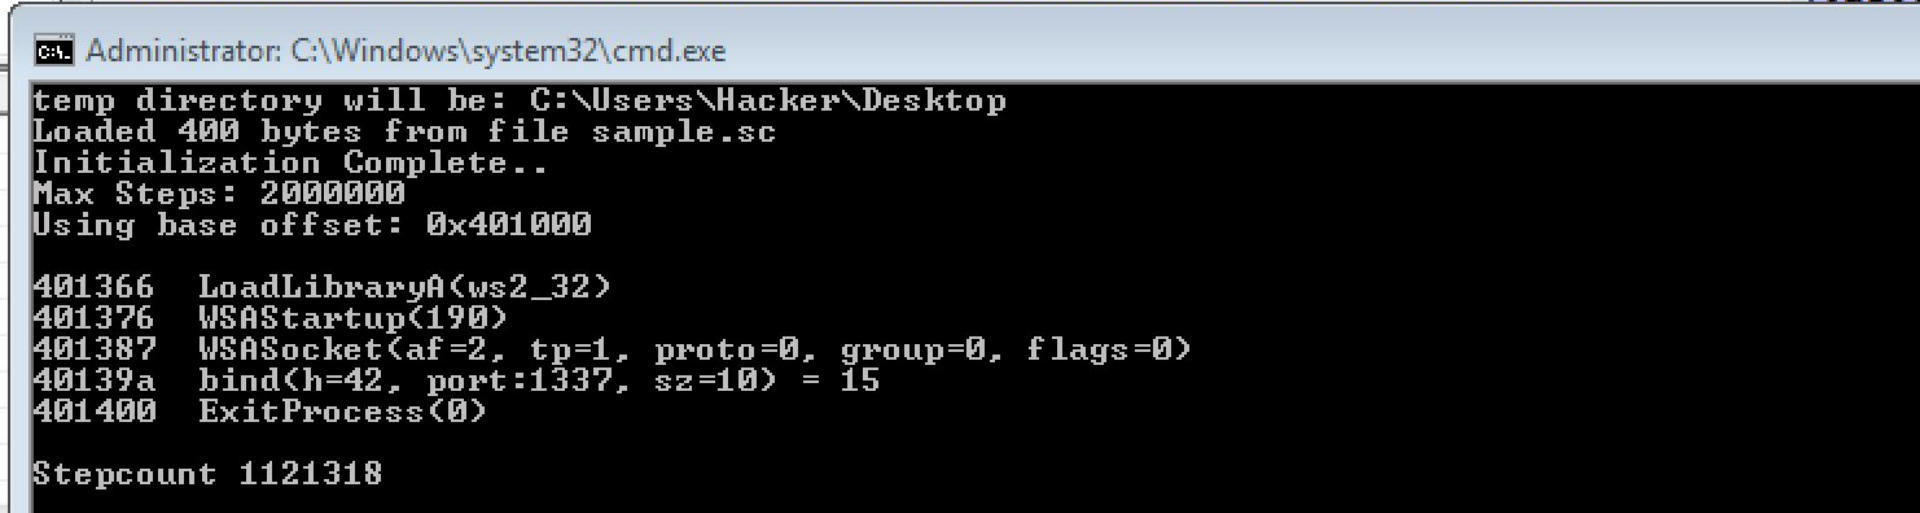 Administrator: C:\Windows\system32\cmd.exe
temp directory will be: C:\Users\Hacker\Desktop
Loaded 400 bytes from file sample.sc
Initialization Complete..
Max Steps: 2000000
Using base offset: 0x401000
401366  LoadLibraryA(ws2_32)
401376  WSAStartup(190)
401387  WSASocket(af=2, tp=1, proto=0, group=0, flags=0)
40139a  bind(h=42, port:1337, sz=10) = 15
401400  ExitProcess(0)
Stepcount 1121318